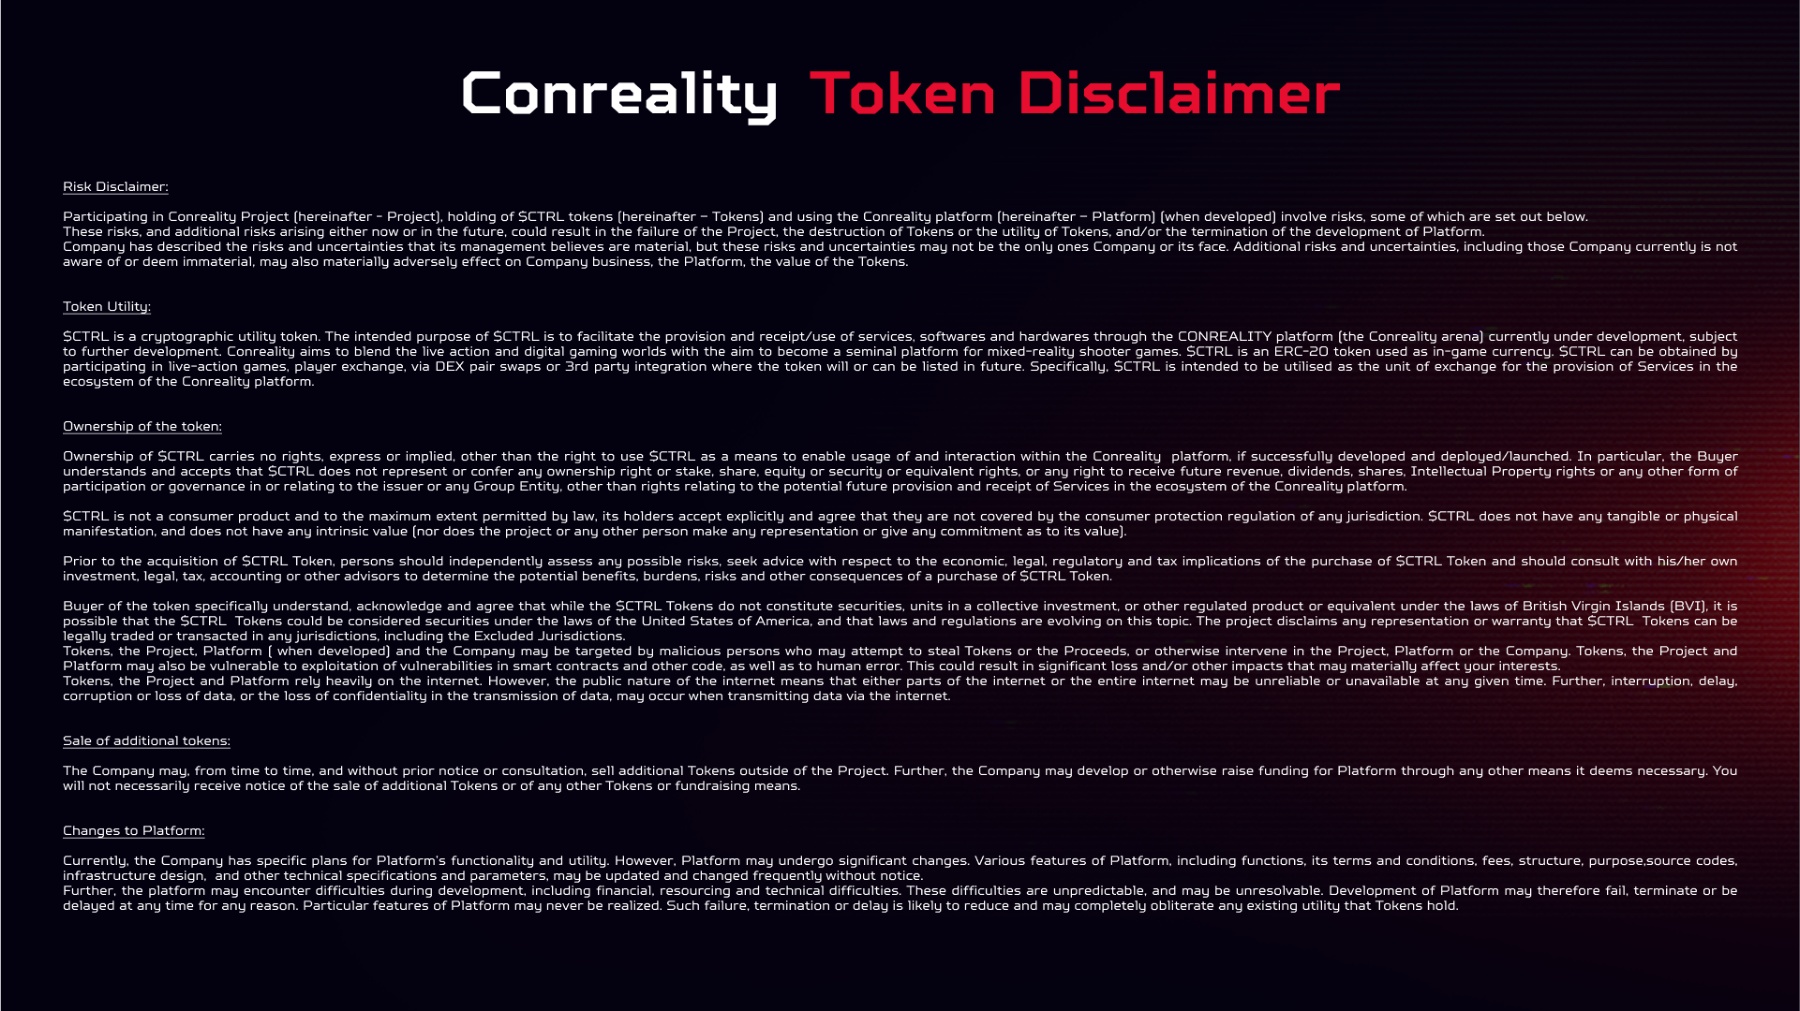 Conreality Token Disclaimer
Risk Disclaimer:
Participating in Conreality Project (hereinafter - Project), holding of $CTRL tokens (hereinafter – Tokens) and using the Conreality platform (hereinafter – Platform) (when developed) involve risks, some of which are set out below.
These risks, and additional risks arising either now or in the future, could result in the failure of the Project, the destruction of Tokens or the utility of Tokens, and/or the termination of the development of Platform.
Company has described the risks and uncertainties that its management believes are material, but these risks and uncertainties may not be the only ones Company or its face. Additional risks and uncertainties, including those Company currently is not
aware of or deem immaterial, may also materially adversely effect on Company business, the Platform, the value of the Tokens.
Token Utility:
$CTRL is a cryptographic utility token. The intended purpose of $CTRL is to facilitate the provision and receipt/use of services, softwares and hardwares through the CONREALITY platform (the Conreality arena) currently under development, subject
to further development. Conreality aims to blend the live action and digital gaming worlds with the aim to become a seminal platform for mixed-reality shooter games. $CTRL is an ERC-20 token used as in-game currency. $CTRL can be obtained by
participating in live-action games, player exchange, via DEX pair swaps or 3rd party integration where the token will or can be listed in future. Specifically, $CTRL is intended to be utilised as the unit of exchange for the provision of Services in the
ecosystem of the Conreality platform.
Ownership of the token:
Ownership of $CTRL carries no rights, express or implied, other than the right to use $CTRL as a means to enable usage of and interaction within the Conreality platform, if successfully developed and deployed/launched. In particular, the Buyer
understands and accepts that $CTRL does not represent or confer any ownership right or stake, share, equity or security or equivalent rights, or any right to receive future revenue, dividends, shares, Intellectual Property rights or any other form of
participation or governance in or relating to the issuer or any Group Entity, other than rights relating to the potential future provision and receipt of Services in the ecosystem of the Conreality platform.
$CTRL is not a consumer product and to the maximum extent permitted by law, its holders accept explicitly and agree that they are not covered by the consumer protection regulation of any jurisdiction. $CTRL does not have any tangible or physical
manifestation, and does not have any intrinsic value (nor does the project or any other person make any representation or give any commitment as to its value).
Prior to the acquisition of $CTRL Token, persons should independently assess any possible risks, seek advice with respect to the economic, legal, regulatory and tax implications of the purchase of $CTRL Token and should consult with his/her own
investment, legal, tax, accounting or other advisors to determine the potential benefits, burdens, risks and other consequences of a purchase of $CTRL Token.
Buyer of the token specifically understand, acknowledge and agree that while the $CTRL Tokens do not constitute securities, units in a collective investment, or other regulated product or equivalent under the laws of British Virgin Islands (BVI), it is
possible that the $CTRL Tokens could be considered securities under the laws of the United States of America, and that laws and regulations are evolving on this topic. The project disclaims any representation or warranty that $CTRL Tokens can be
legally traded or transacted in any jurisdictions, including the Excluded Jurisdictions.
Tokens, the Project, Platform ( when developed) and the Company may be targeted by malicious persons who may attempt to steal Tokens or the Proceeds, or otherwise intervene in the Project, Platform or the Company. Tokens, the Project and
Platform may also be vulnerable to exploitation of vulnerabilities in smart contracts and other code, as well as to human error. This could result in significant loss and/or other impacts that may materially affect your interests.
Tokens, the Project and Platform rely heavily on the internet. However, the public nature of the internet means that either parts of the internet or the entire internet may be unreliable or unavailable at any given time. Further, interruption, delay,
corruption or loss of data, or the loss of confidentiality in the transmission of data, may occur when transmitting data via the internet.
Sale of additional tokens:
The Company may, from time to time, and without prior notice or consultation, sell additional Tokens outside of the Project. Further, the Company may develop or otherwise raise funding for Platform through any other means it deems necessary. You
will not necessarily receive notice of the sale of additional Tokens or of any other Tokens or fundraising means.
Changes to Platform:
Currently, the Company has specific plans for Platform's functionality and utility. However, Platform may undergo significant changes. Various features of Platform, including functions, its terms and conditions, fees, structure, purpose,source codes,
infrastructure design, and other technical specifications and parameters, may be updated and changed frequently without notice.
Further, the platform may encounter difficulties during development, including financial, resourcing and technical difficulties. These difficulties are unpredictable, and may be unresolvable. Development of Platform may therefore fail, terminate or be
delayed at any time for any reason. Particular features of Platform may never be realized. Such failure, termination or delay is likely to reduce and may completely obliterate any existing utility that Tokens hold.